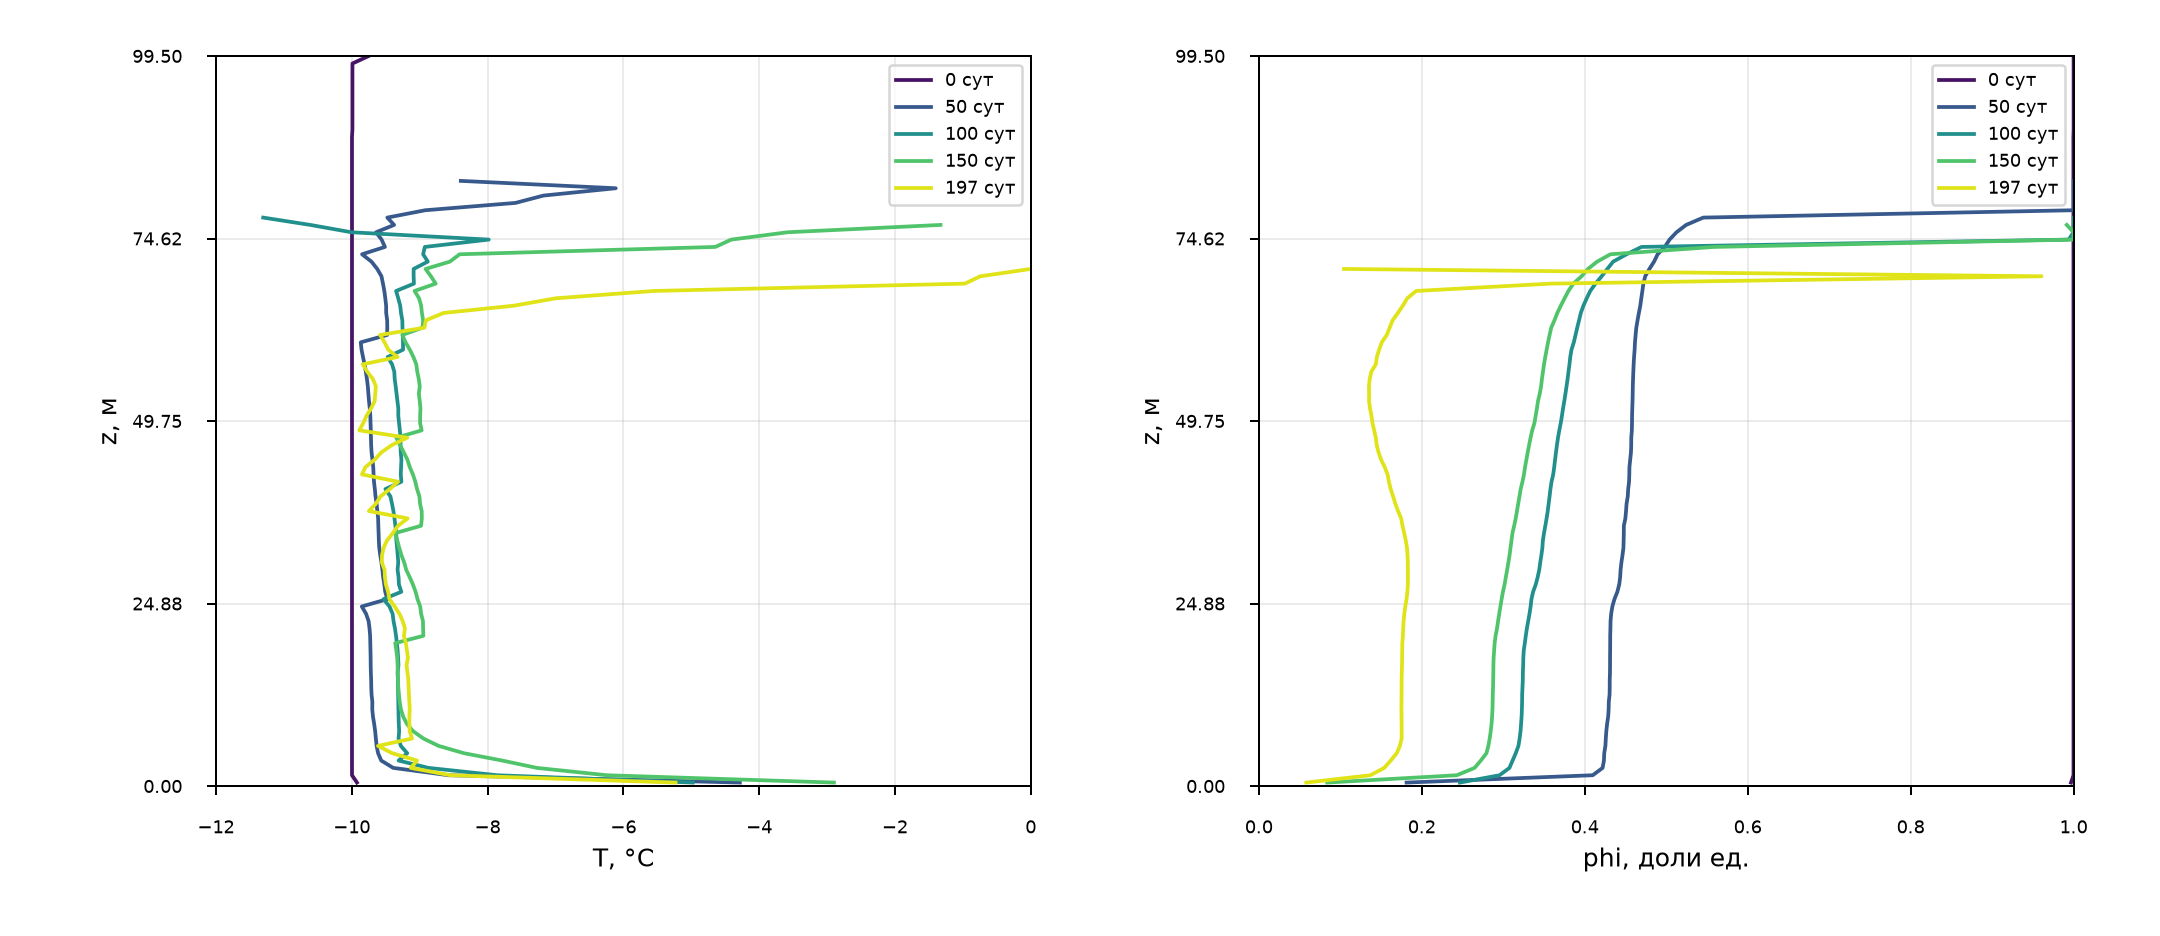 99.50
74.62
49.75
24.88
0.00
z, м
−12
−10
−8
−6
−4
−2
0
T, °C
0 сут
50 сут
100 сут
150 сут
197 сут
99.50
74.62
49.75
24.88
0.00
z, м
0.0
0.2
0.4
0.6
0.8
1.0
phi, доли ед.
0 сут
50 сут
100 сут
150 сут
197 сут